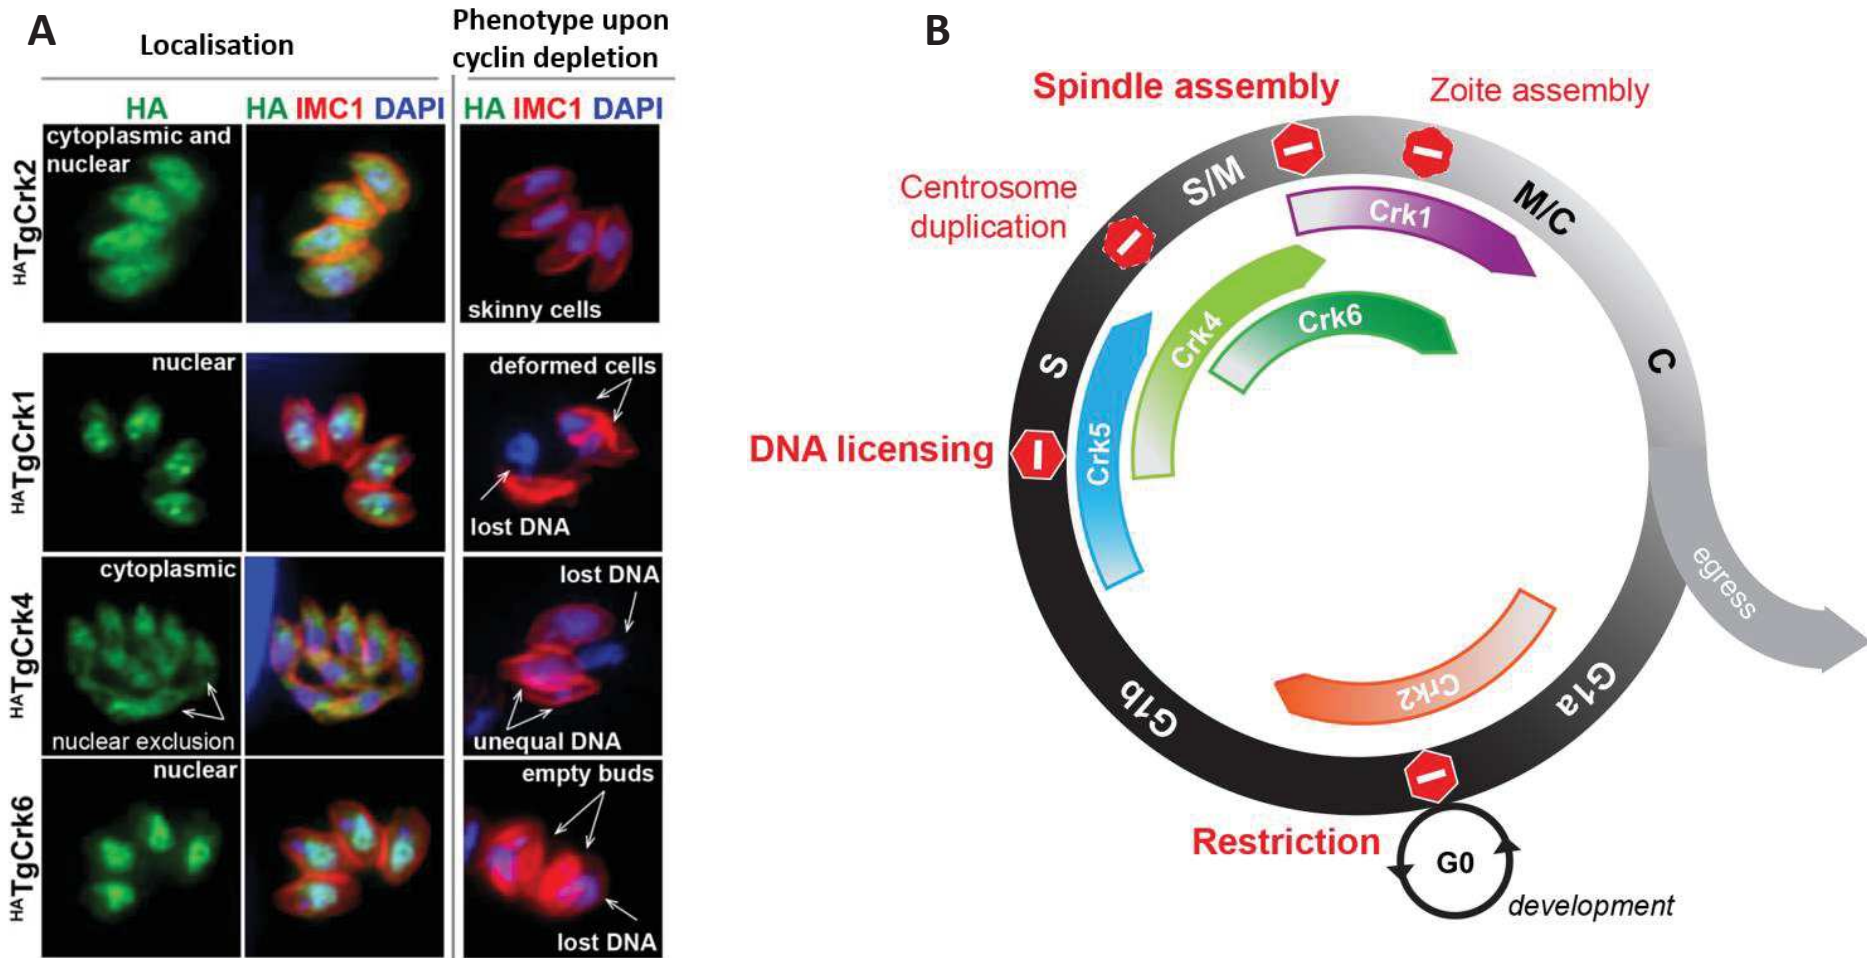 A
Localisation
Phenotype upon
cyclin depletion
HA
HA IMC1 DAPI
HA IMC1 DAPI
HATgCrk2
cytoplasmic and
nuclear
skinny cells
HATgCrk1
nuclear
deformed cells
lost DNA
HATgCrk4
cytoplasmic
nuclear exclusion
lost DNA
unequal DNA
HATgCrk6
nuclear
empty buds
lost DNA
B
Spindle assembly
Zoite assembly
Centrosome
duplication
S/M
M/C
Crk1
Crk4
Crk6
S
C
DNA licensing
Crk5
egress
Crk2
G1b
G1a
Restriction
G0
development